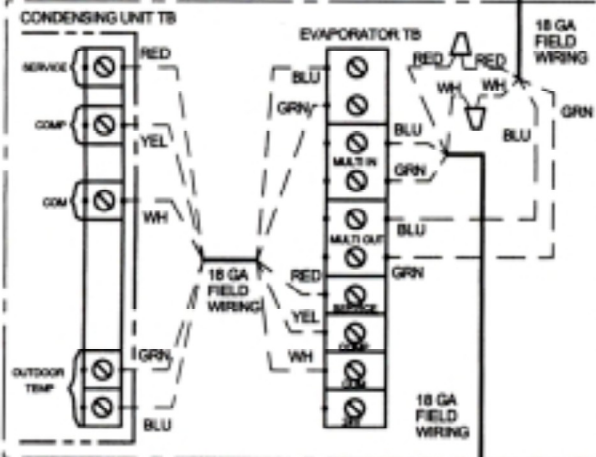 CONDENSING UNIT TB
SERVICE
COMP
COM
OUTDOOR
TEMP
RED
YEL
WH
GRN
BLU
18 GA
FIELD
WIRING
EVAPORATOR TB
BLU
GRN
RED
YEL
WH
MULTI IN
MULTI OUT
SERVICE
COMP
COM
BLU
GRN
BLU
GRN
RED
RED
WH
WH
18 GA
FIELD
WIRING
GRN
BLU
18 GA
FIELD
WIRING